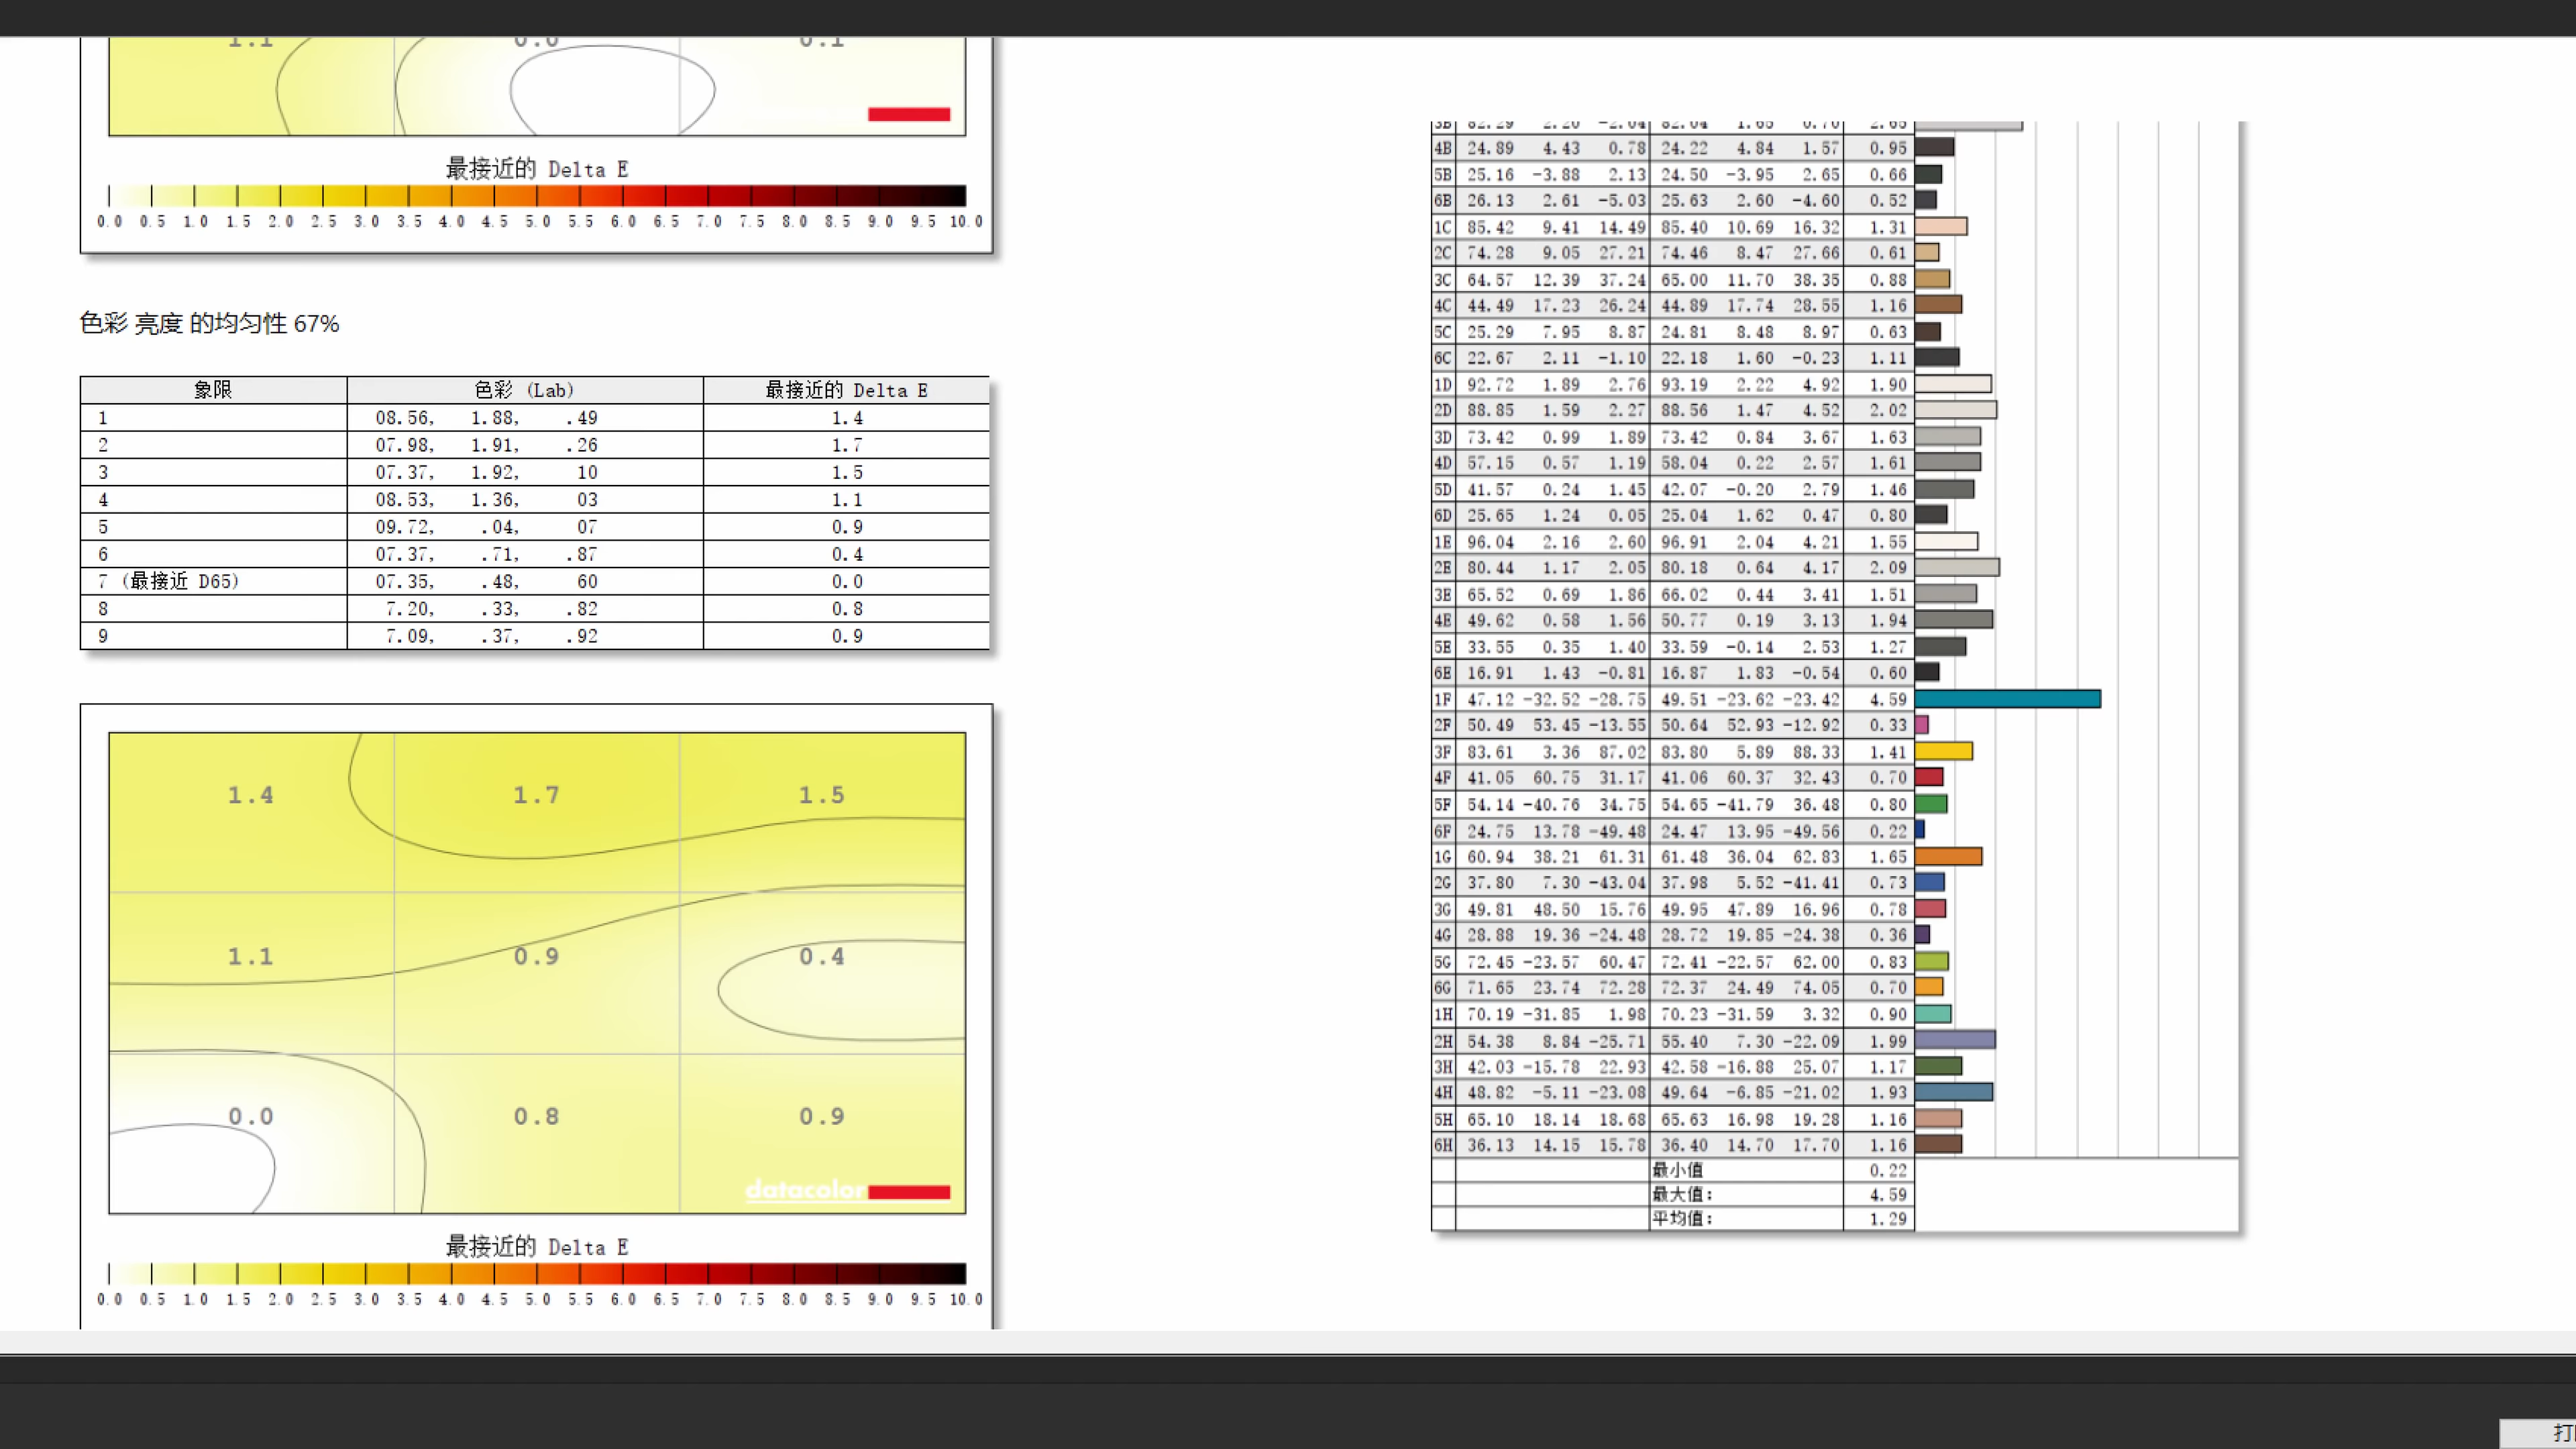 最接近的 Delta E
0.0 0.5 1.0 1.5 2.0 2.5 3.0 3.5 4.0 4.5 5.0 5.5 6.0 6.5 7.0 7.5 8.0 8.5 9.0 9.5 10.0
色彩 亮度 的均匀性 67%
象限 色彩 (Lab) 最接近的 Delta E
1 08.56, 1.88, .49 1.4
2 07.98, 1.91, .26 1.7
3 07.37, 1.92, 10 1.5
4 08.53, 1.36, 03 1.1
5 09.72, .04, 07 0.9
6 07.37, .71, .87 0.4
7 (最接近 D65) 07.35, .48, 60 0.0
8 7.20, .33, .82 0.8
9 7.09, .37, .92 0.9
1.4 1.7 1.5
1.1 0.9 0.4
0.0 0.8 0.9
datacolor
最接近的 Delta E
0.0 0.5 1.0 1.5 2.0 2.5 3.0 3.5 4.0 4.5 5.0 5.5 6.0 6.5 7.0 7.5 8.0 8.5 9.0 9.5 10.0
4B 24.89 4.43 0.78 24.22 4.84 1.57 0.95
5B 25.16 -3.88 2.13 24.50 -3.95 2.65 0.66
6B 26.13 2.61 -5.03 25.63 2.60 -4.60 0.52
1C 85.42 9.41 14.49 85.40 10.69 16.32 1.31
2C 74.28 9.05 27.21 74.46 8.47 27.66 0.61
3C 64.57 12.39 37.24 65.00 11.70 38.35 0.88
4C 44.49 17.23 26.24 44.89 17.74 28.55 1.16
5C 25.29 7.95 8.87 24.81 8.48 8.97 0.63
6C 22.67 2.11 -1.10 22.18 1.60 -0.23 1.11
1D 92.72 1.89 2.76 93.19 2.22 4.92 1.90
2D 88.85 1.59 2.27 88.56 1.47 4.52 2.02
3D 73.42 0.99 1.89 73.42 0.84 3.67 1.63
4D 57.15 0.57 1.19 58.04 0.22 2.57 1.61
5D 41.57 0.24 1.45 42.07 -0.20 2.79 1.46
6D 25.65 1.24 0.05 25.04 1.62 0.47 0.80
1E 96.04 2.16 2.60 96.91 2.04 4.21 1.55
2E 80.44 1.17 2.05 80.18 0.64 4.17 2.09
3E 65.52 0.69 1.86 66.02 0.44 3.41 1.51
4E 49.62 0.58 1.56 50.77 0.19 3.13 1.94
5E 33.55 0.35 1.40 33.59 -0.14 2.53 1.27
6E 16.91 1.43 -0.81 16.87 1.83 -0.54 0.60
1F 47.12 -32.52 -28.75 49.51 -23.62 -23.42 4.59
2F 50.49 53.45 -13.55 50.64 52.93 -12.92 0.33
3F 83.61 3.36 87.02 83.80 5.89 88.33 1.41
4F 41.05 60.75 31.17 41.06 60.37 32.43 0.70
5F 54.14 -40.76 34.75 54.65 -41.79 36.48 0.80
6F 24.75 13.78 -49.48 24.47 13.95 -49.56 0.22
1G 60.94 38.21 61.31 61.48 36.04 62.83 1.65
2G 37.80 7.30 -43.04 37.98 5.52 -41.41 0.73
3G 49.81 48.50 15.76 49.95 47.89 16.96 0.78
4G 28.88 19.36 -24.48 28.72 19.85 -24.38 0.36
5G 72.45 -23.57 60.47 72.41 -22.57 62.00 0.83
6G 71.65 23.74 72.28 72.37 24.49 74.05 0.70
1H 70.19 -31.85 1.98 70.23 -31.59 3.32 0.90
2H 54.38 8.84 -25.71 55.40 7.30 -22.09 1.99
3H 42.03 -15.78 22.93 42.58 -16.88 25.07 1.17
4H 48.82 -5.11 -23.08 49.64 -6.85 -21.02 1.93
5H 65.10 18.14 18.68 65.63 16.98 19.28 1.16
6H 36.13 14.15 15.78 36.40 14.70 17.70 1.16
最小值 0.22
最大值: 4.59
平均值: 1.29